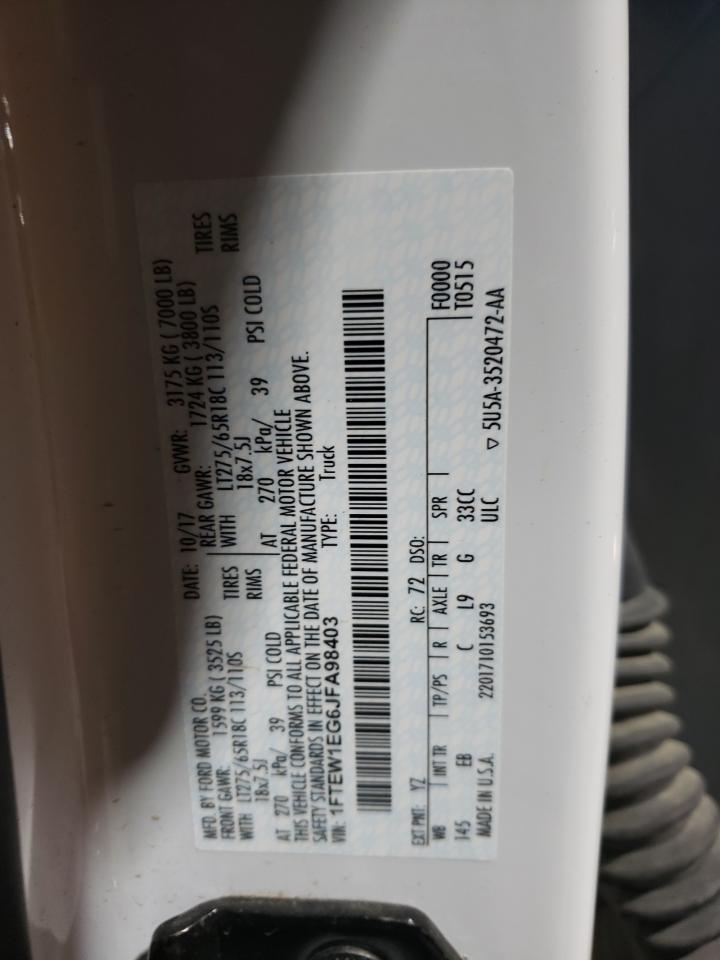 MFD. BY FORD MOTOR CO. DATE: 10/17 GVWR: 3175 KG ( 7000 LB)
FRONT GAWR: 1599 KG ( 3525 LB) REAR GAWR: 1724 KG ( 3800 LB)
WITH LT275/65R18C 113/110S TIRES WITH LT275/65R18C 113/110S TIRES
18x7.5J RIMS 18x7.5J RIMS
AT 270 kPa/ 39 PSI COLD AT 270 kPa/ 39 PSI COLD
THIS VEHICLE CONFORMS TO ALL APPLICABLE FEDERAL MOTOR VEHICLE
SAFETY STANDARDS IN EFFECT ON THE DATE OF MANUFACTURE SHOWN ABOVE.
VIN: 1FTEW1EG6JFA98403 TYPE: Truck
EXT PNT: YZ RC: 72 DSO: F0000
WB INT TR TP/PS R AXLE TR SPR T0515
145 EB C L9 G 33CC
MADE IN U.S.A. 2201710153693 ULC
▽ 5U5A-3520472-AA